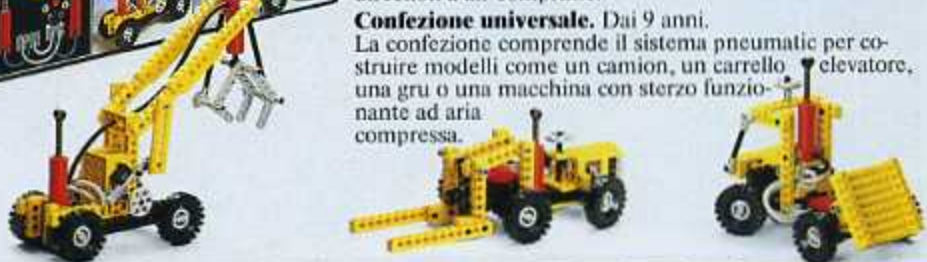 Confezione universale. Dai 9 anni.
La confezione comprende il sistema pneumatic per co-
struire modelli come un camion, un carrello elevatore,
una gru o una macchina con sterzo funzio-
nante ad aria
compressa.